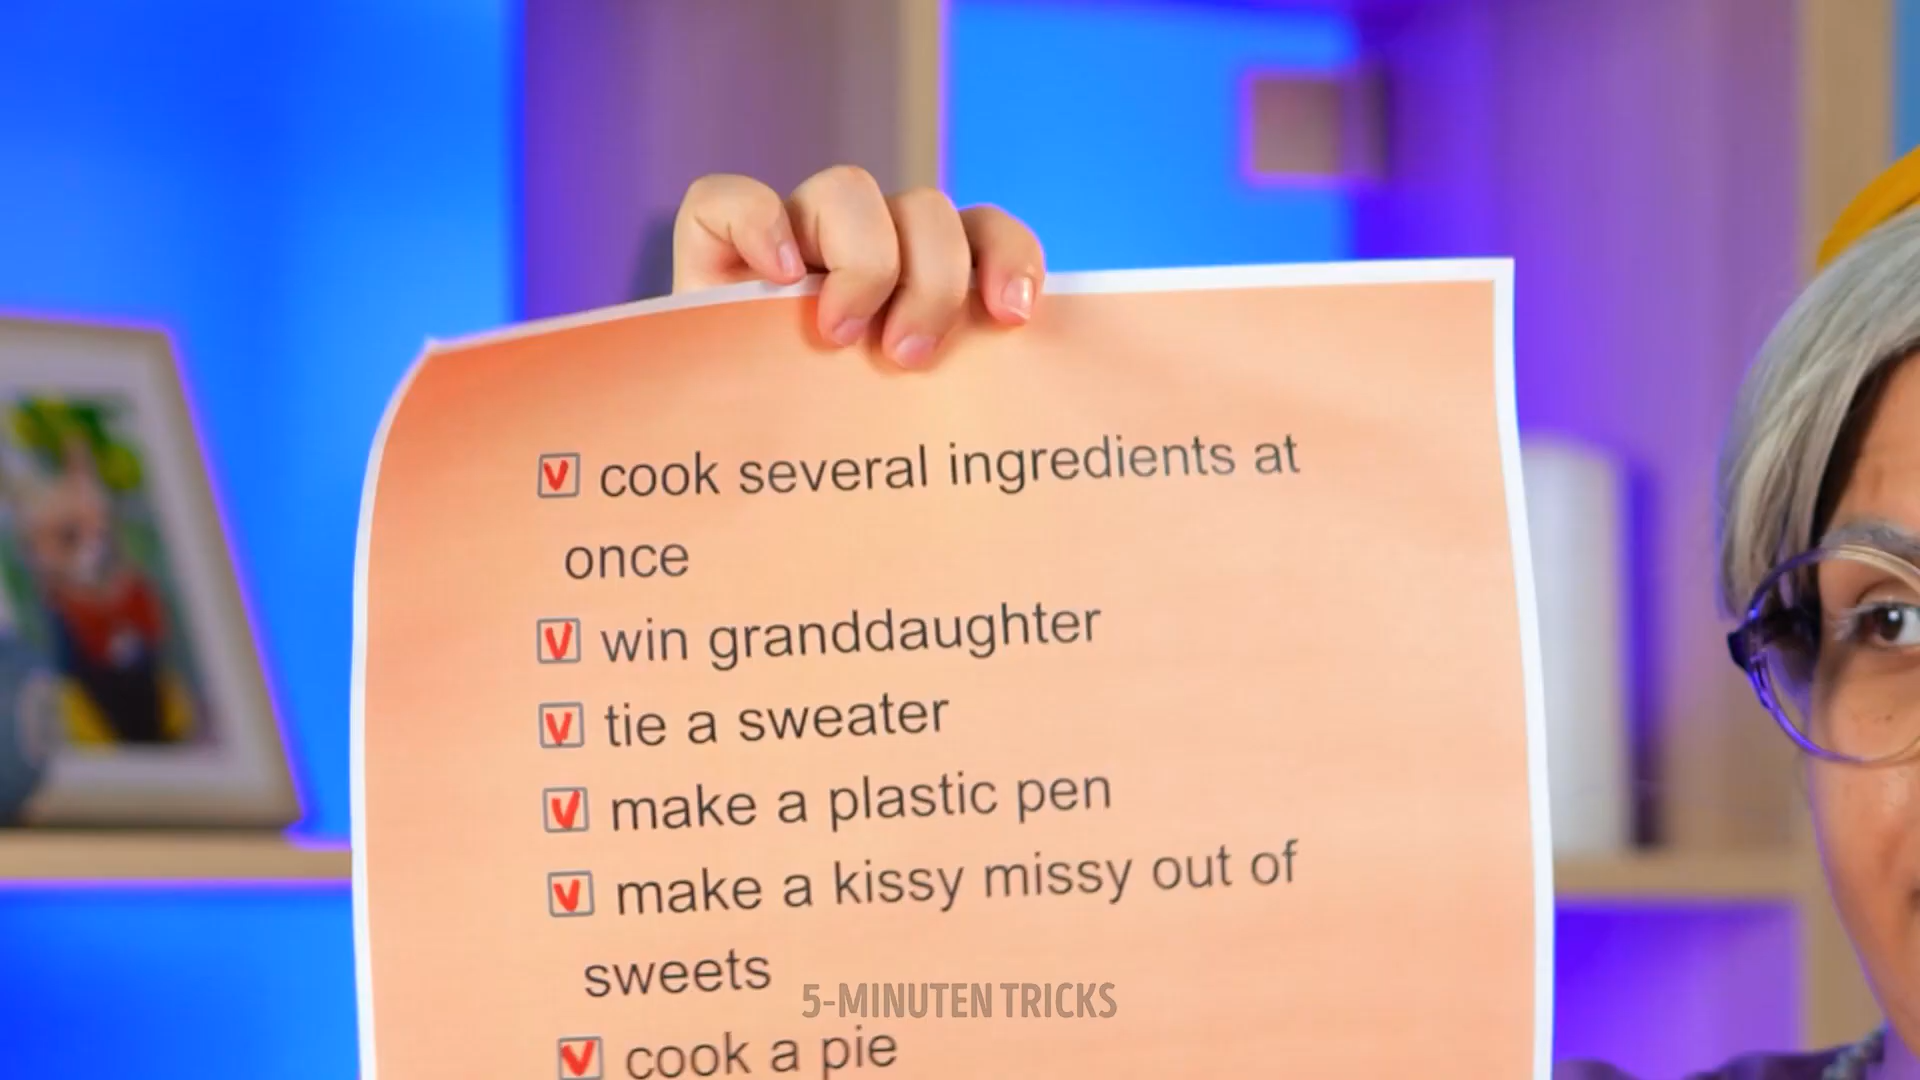 cook several ingredients at
once
win granddaughter
tie a sweater
make a plastic pen
make a kissy missy out of
sweets
5-MINUTEN TRICKS
cook a pie